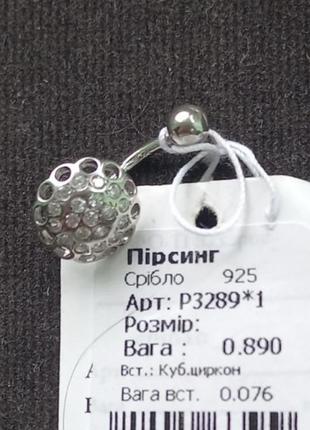 Пірсинг
Срібло 925
Арт: P3289*1
Розмір:
Вага : 0.890
Вст.: Куб.циркон
Вага вст. 0.076